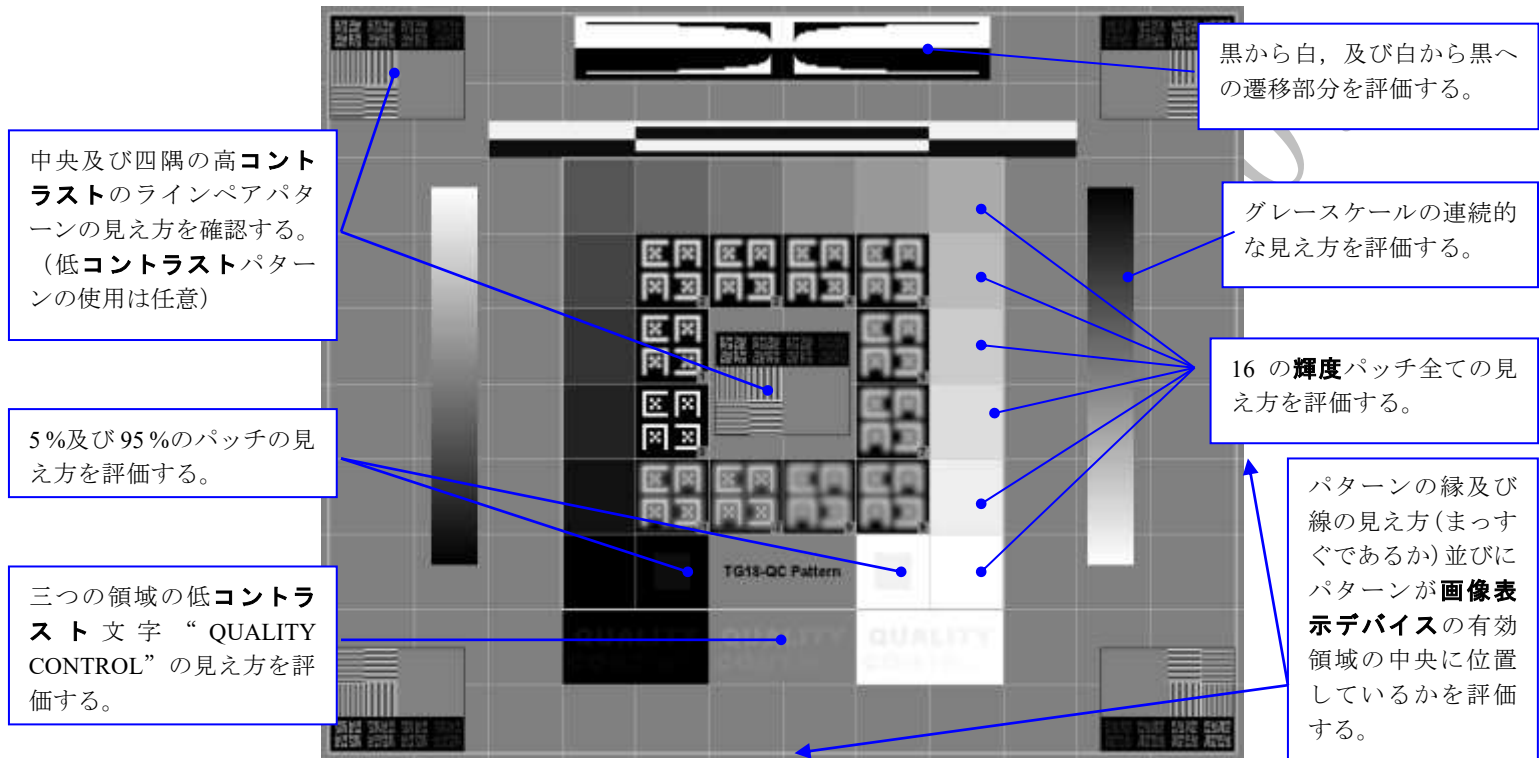 黒から白，及び白から黒へ
の遷移部分を評価する。
中央及び四隅の高コント
ラストのラインペアパタ
ーンの見え方を確認する。
（低コントラストパター
ンの使用は任意）
グレースケールの連続的
な見え方を評価する。
16 の輝度パッチ全ての見
え方を評価する。
5 %及び 95 %のパッチの見
え方を評価する。
パターンの縁及び
線の見え方（まっす
ぐであるか）並びに
パターンが画像表
示デバイスの有効
領域の中央に位置
しているかを評価
する。
TG18-QC Pattern
三つの領域の低コントラ
スト文字 “ QUALITY
CONTROL” の見え方を評
価する。
QUALITY QUALITY QUALITY